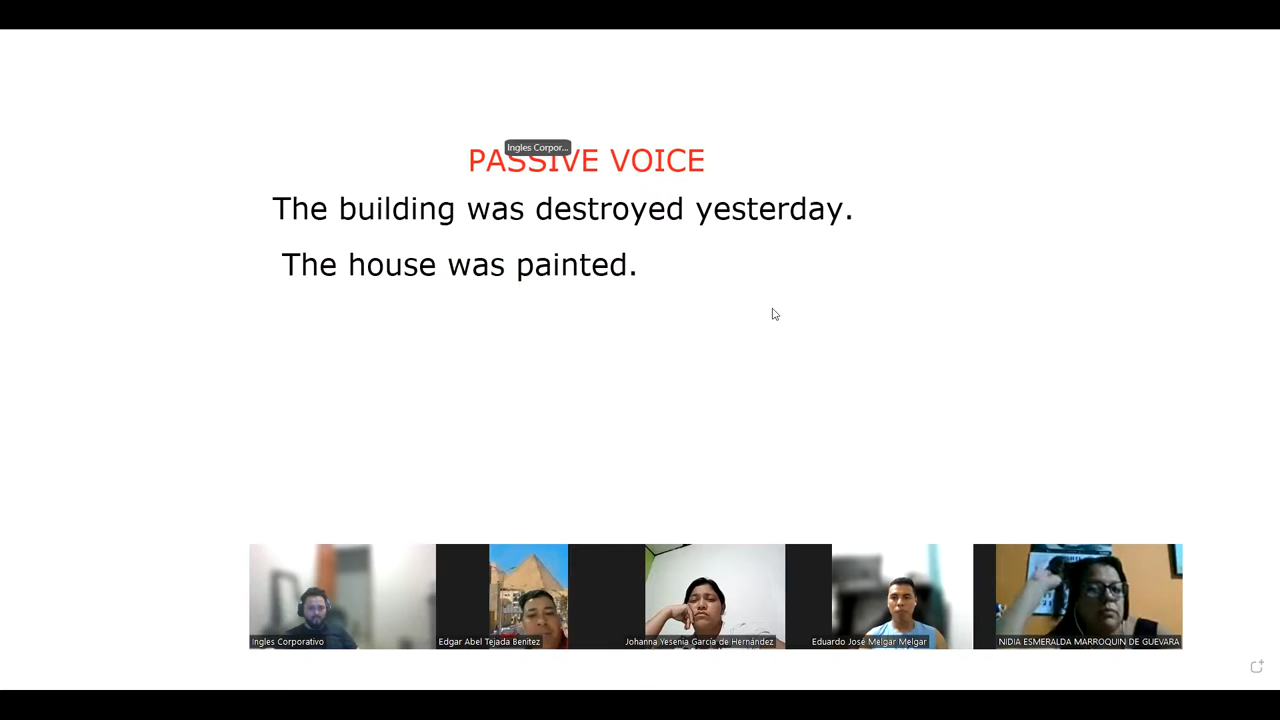 Ingles Corpor...
PASSIVE VOICE
The building was destroyed yesterday.
The house was painted.
Ingles Corporativo
Edgar Abel Tejada Benitez
Johanna Yesenia García de Hernández
Eduardo José Melgar Melgar
NIDIA ESMERALDA MARROQUIN DE GUEVARA